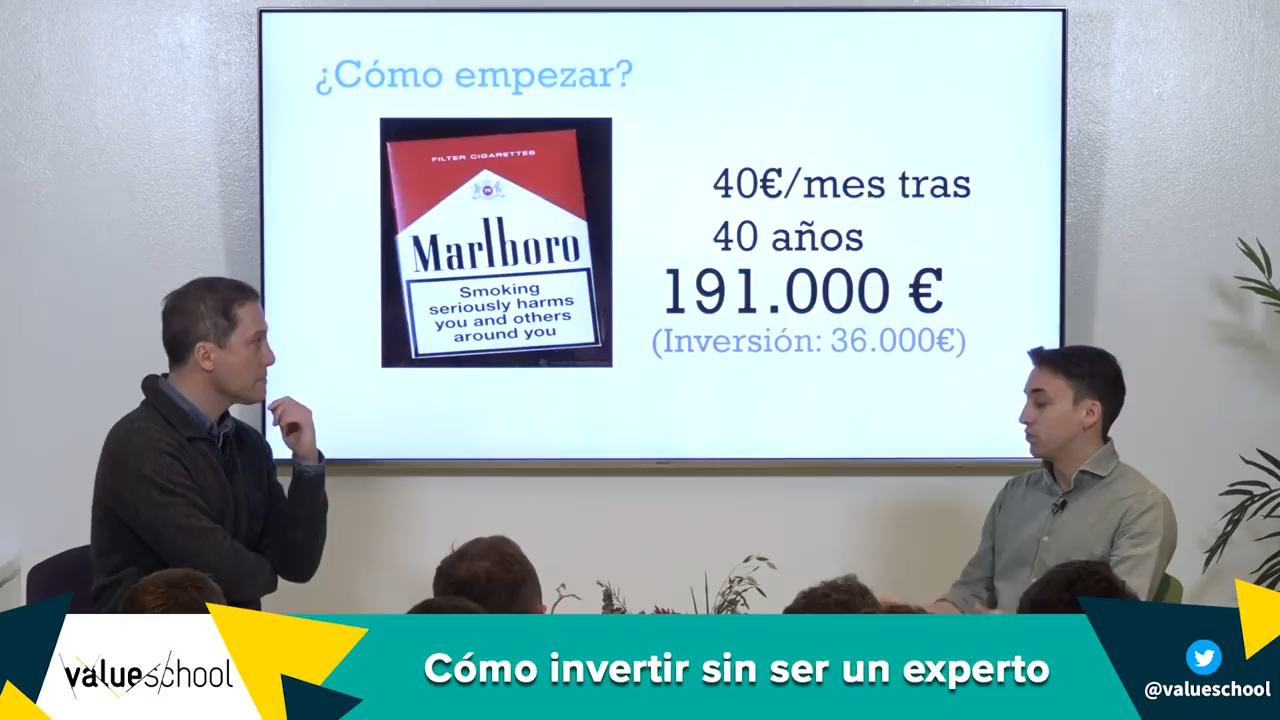 ¿Cómo empezar?
FILTER CIGARETTES
Marlboro
Smoking
seriously harms
you and others
around you
40€/mes tras
40 años
191.000 €
(Inversión: 36.000€)
valueschool
Cómo invertir sin ser un experto
@valueschool